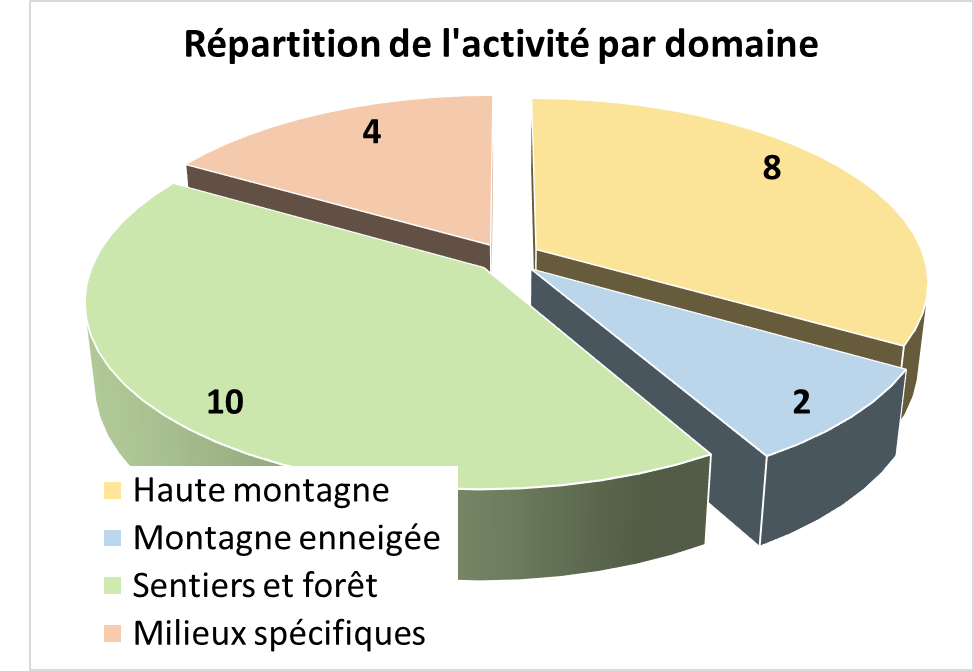 Répartition de l'activité par domaine
4
8
10
2
Haute montagne
Montagne enneigée
Sentiers et forêt
Milieux spécifiques